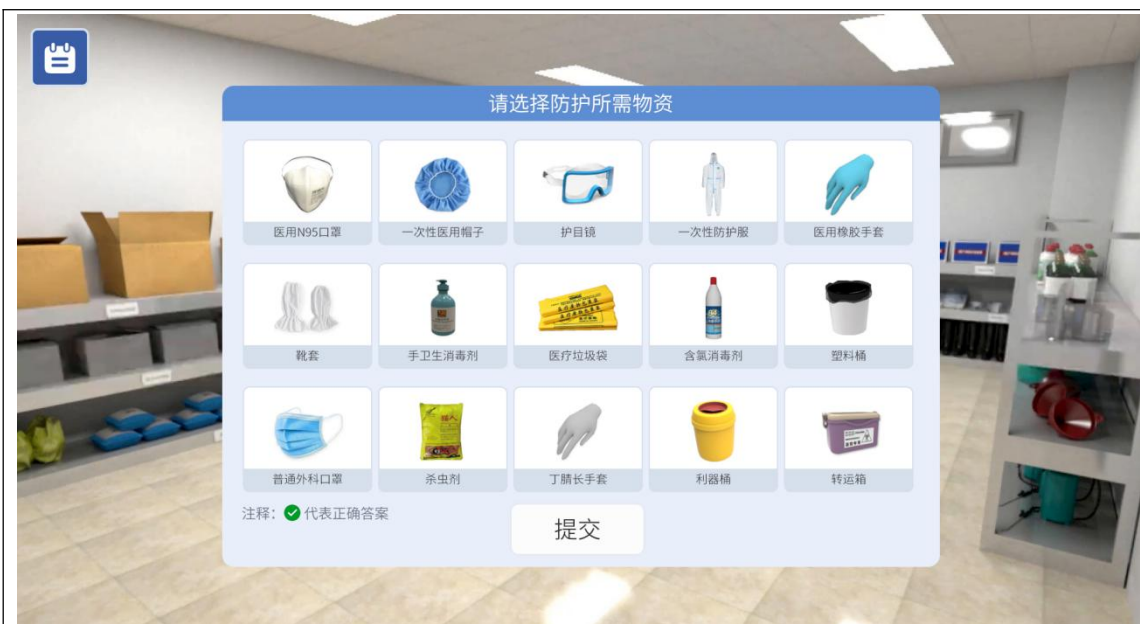 请选择防护所需物资
医用N95口罩
一次性医用帽子
护目镜
一次性防护服
医用橡胶手套
靴套
手卫生消毒剂
医疗垃圾袋
含氯消毒剂
塑料桶
普通外科口罩
杀虫剂
丁腈长手套
利器桶
转运箱
注释： 代表正确答案
提交